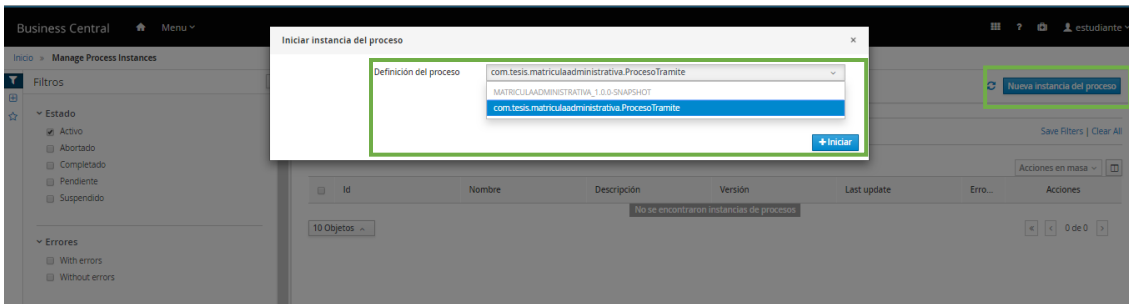 Business Central Menu ? estudiante
Iniciar instancia del proceso ×
Inicio » Manage Process Instances
Definición del proceso com.tesis.matriculaadministrativa.ProcesoTramite
Filtros
Nueva instancia del proceso
MATRICULAADMINISTRATIVA_1.0.0-SNAPSHOT
com.tesis.matriculaadministrativa.ProcesoTramite
Estado
Activo
Save Filters | Clear All
+ Iniciar
Abortado
Completado
Acciones en masa
Pendiente
Id Nombre Descripción Versión Last update Erro... Acciones
Suspendido
No se encontraron instancias de procesos
10 Objetos « < 0 de 0 >
Errores
With errors
Without errors